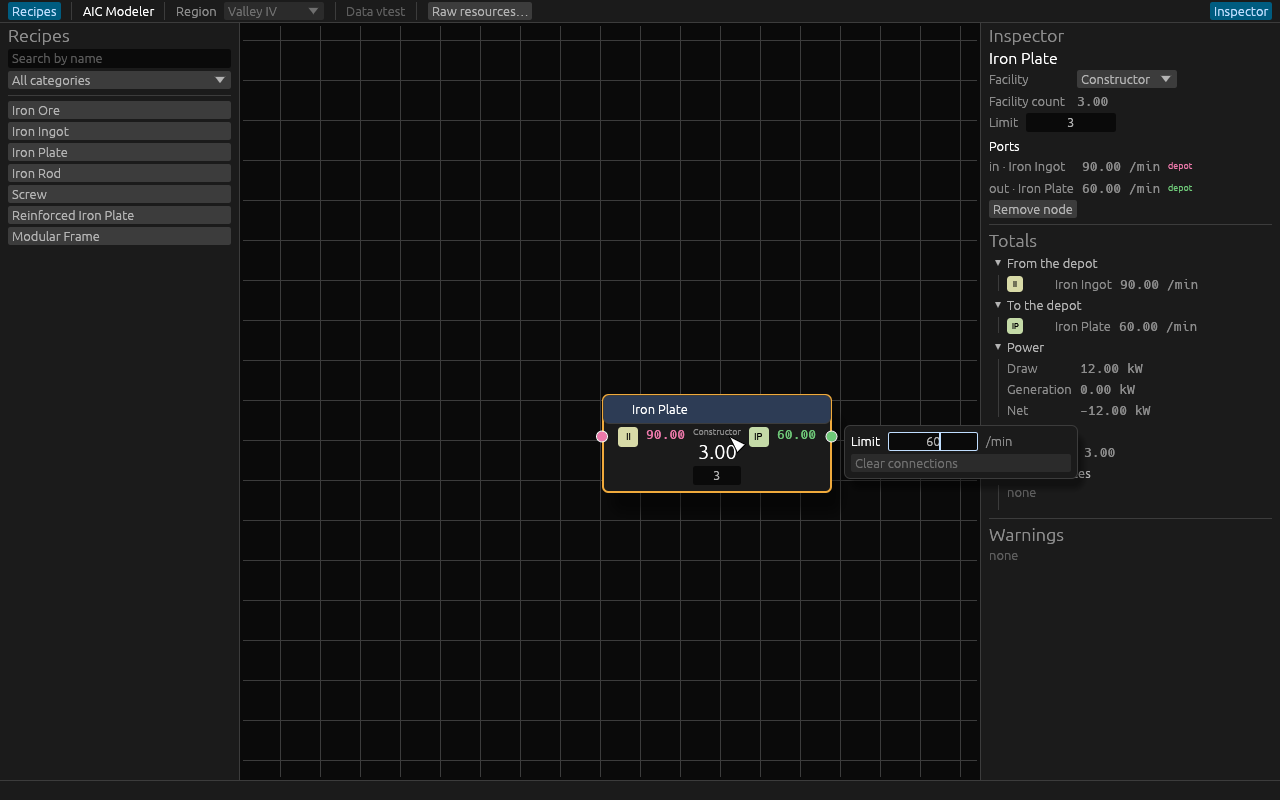 Recipes
AIC Modeler
Region
Valley IV
Data vtest
Raw resources…
Inspector
Recipes
Search by name
All categories
Iron Ore
Iron Ingot
Iron Plate
Iron Rod
Screw
Reinforced Iron Plate
Modular Frame
Iron Plate
II
90.00
Constructor
IP
60.00
3.00
3
Limit
60
/min
Clear connections
Inspector
Iron Plate
Facility
Constructor
Facility count 3.00
Limit
3
Ports
in · Iron Ingot 90.00 /min depot
out · Iron Plate 60.00 /min depot
Remove node
Totals
From the depot
II Iron Ingot 90.00 /min
To the depot
IP Iron Plate 60.00 /min
Power
Draw 12.00 kW
Generation 0.00 kW
Net -12.00 kW
3.00
none
Warnings
none